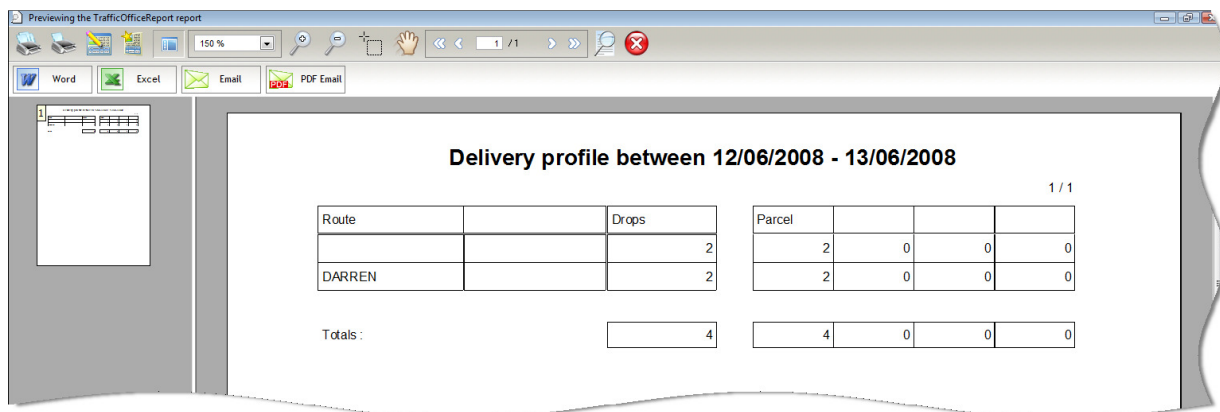 Previewing the TrafficOfficeReport report
150 % 1 /1
Word Excel Email PDF Email
1
Delivery profile between 12/06/2008 - 13/06/2008
1 / 1
Route Drops Parcel
2 2 0 0 0
DARREN 2 2 0 0 0
Totals : 4 4 0 0 0